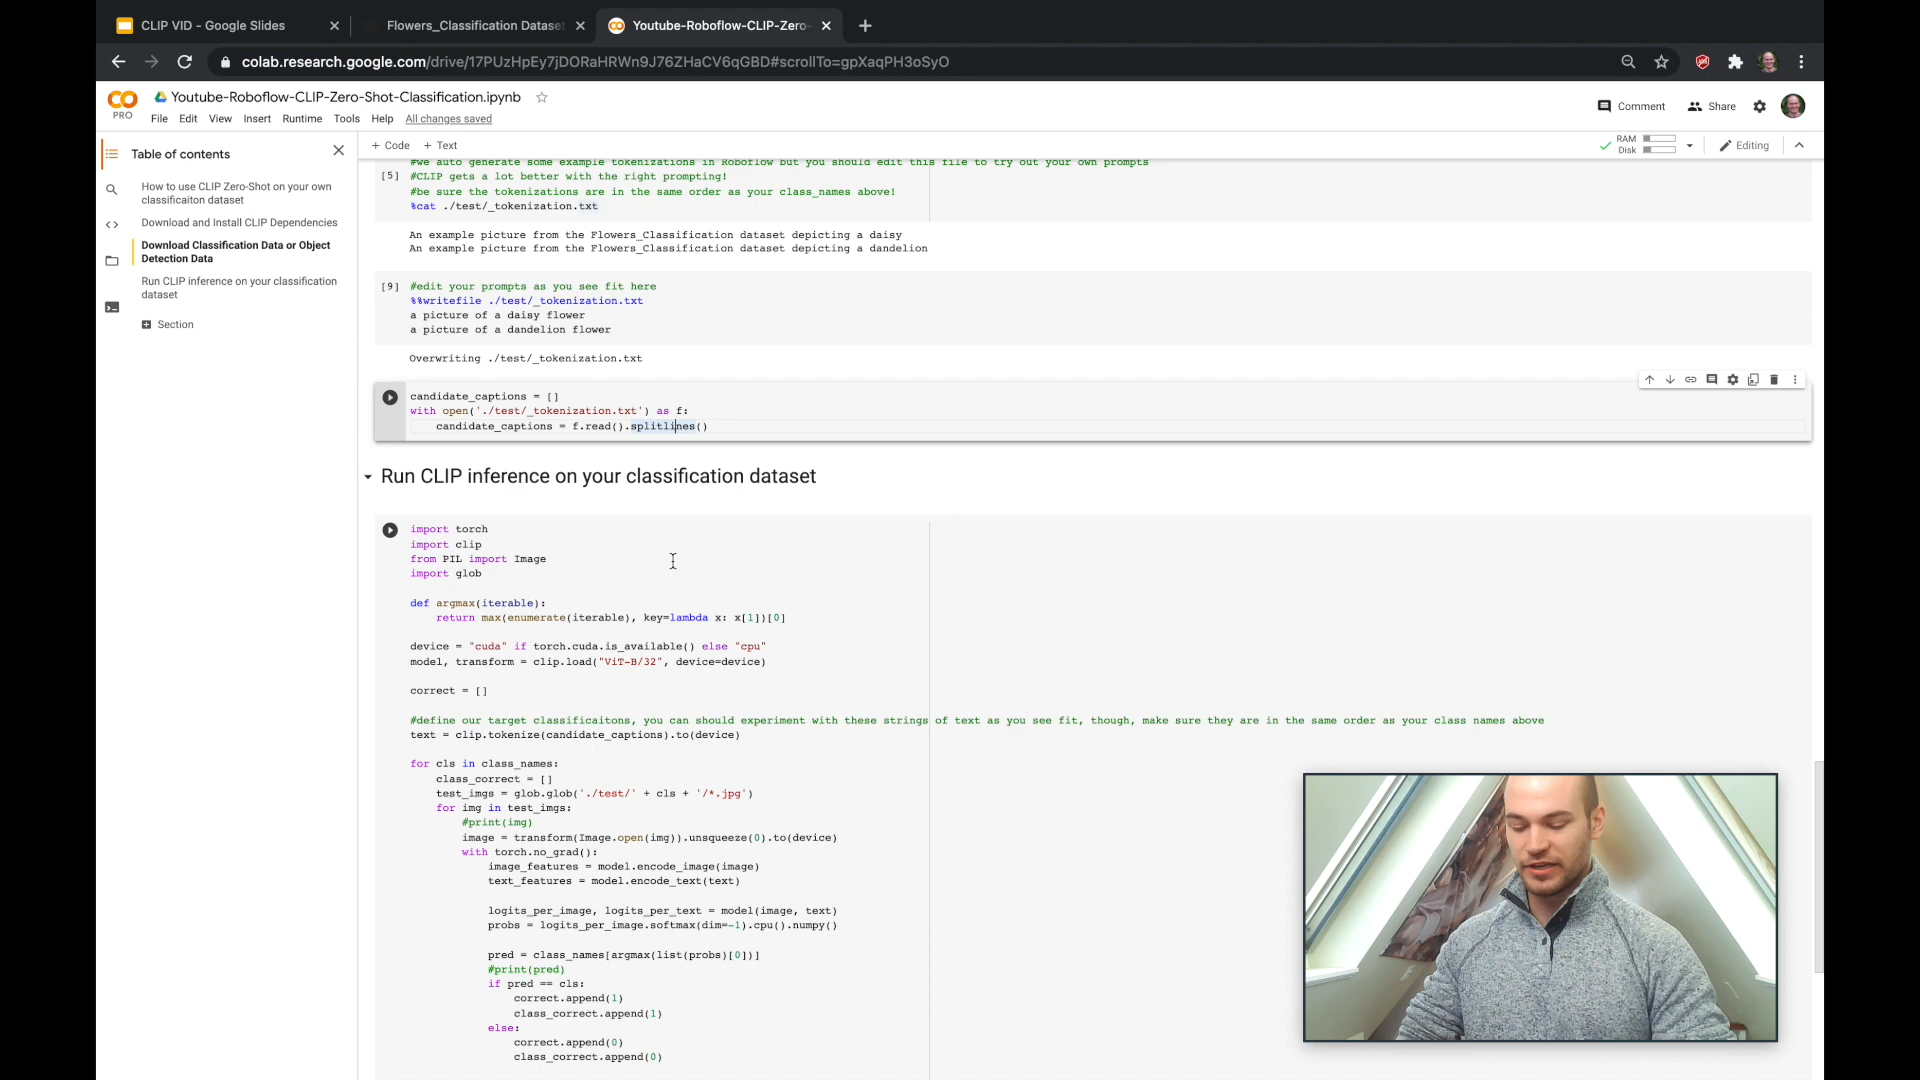 CLIP VID - Google Slides
Flowers_Classification Dataset
Youtube-Roboflow-CLIP-Zero-
colab.research.google.com/drive/17PUzHpEy7jDORaHRWn9J76ZHaCV6qGBD#scrollTo=gpXaqPH3oSyO
PRO
Youtube-Roboflow-CLIP-Zero-Shot-Classification.ipynb
File Edit View Insert Runtime Tools Help All changes saved
Comment Share
Table of contents
+ Code + Text
RAM
Disk
Editing
How to use CLIP Zero-Shot on your own
classificaiton dataset
Download and Install CLIP Dependencies
Download Classification Data or Object
Detection Data
Run CLIP inference on your classification
dataset
Section
#we auto generate some example tokenizations in Roboflow but you should edit this file to try out your own prompts
[5] #CLIP gets a lot better with the right prompting!
#be sure the tokenizations are in the same order as your class_names above!
%cat ./test/_tokenization.txt
An example picture from the Flowers_Classification dataset depicting a daisy
An example picture from the Flowers_Classification dataset depicting a dandelion
[9] #edit your prompts as you see fit here
%%writefile ./test/_tokenization.txt
a picture of a daisy flower
a picture of a dandelion flower
Overwriting ./test/_tokenization.txt
candidate_captions = []
with open('./test/_tokenization.txt') as f:
candidate_captions = f.read().splitlines()
Run CLIP inference on your classification dataset
import torch
import clip
from PIL import Image
import glob
def argmax(iterable):
return max(enumerate(iterable), key=lambda x: x[1])[0]
device = "cuda" if torch.cuda.is_available() else "cpu"
model, transform = clip.load("ViT-B/32", device=device)
correct = []
#define our target classificaitons, you can should experiment with these strings of text as you see fit, though, make sure they are in the same order as your class names above
text = clip.tokenize(candidate_captions).to(device)
for cls in class_names:
class_correct = []
test_imgs = glob.glob('./test/' + cls + '/*.jpg')
for img in test_imgs:
#print(img)
image = transform(Image.open(img)).unsqueeze(0).to(device)
with torch.no_grad():
image_features = model.encode_image(image)
text_features = model.encode_text(text)
logits_per_image, logits_per_text = model(image, text)
probs = logits_per_image.softmax(dim=-1).cpu().numpy()
pred = class_names[argmax(list(probs)[0])]
#print(pred)
if pred == cls:
correct.append(1)
class_correct.append(1)
else:
correct.append(0)
class_correct.append(0)